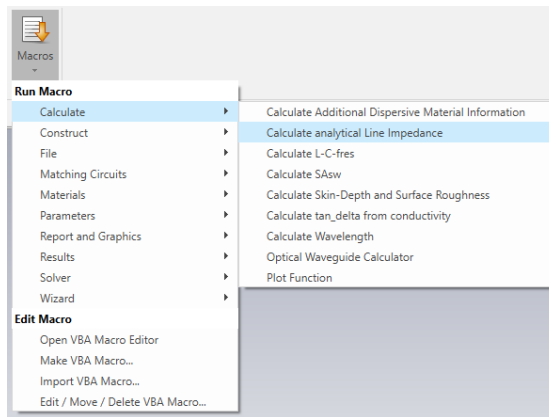 Macros
Run Macro
Calculate
Construct
File
Matching Circuits
Materials
Parameters
Report and Graphics
Results
Solver
Wizard
Edit Macro
Open VBA Macro Editor
Make VBA Macro...
Import VBA Macro...
Edit / Move / Delete VBA Macro...
Calculate Additional Dispersive Material Information
Calculate analytical Line Impedance
Calculate L-C-fres
Calculate SAsw
Calculate Skin-Depth and Surface Roughness
Calculate tan_delta from conductivity
Calculate Wavelength
Optical Waveguide Calculator
Plot Function